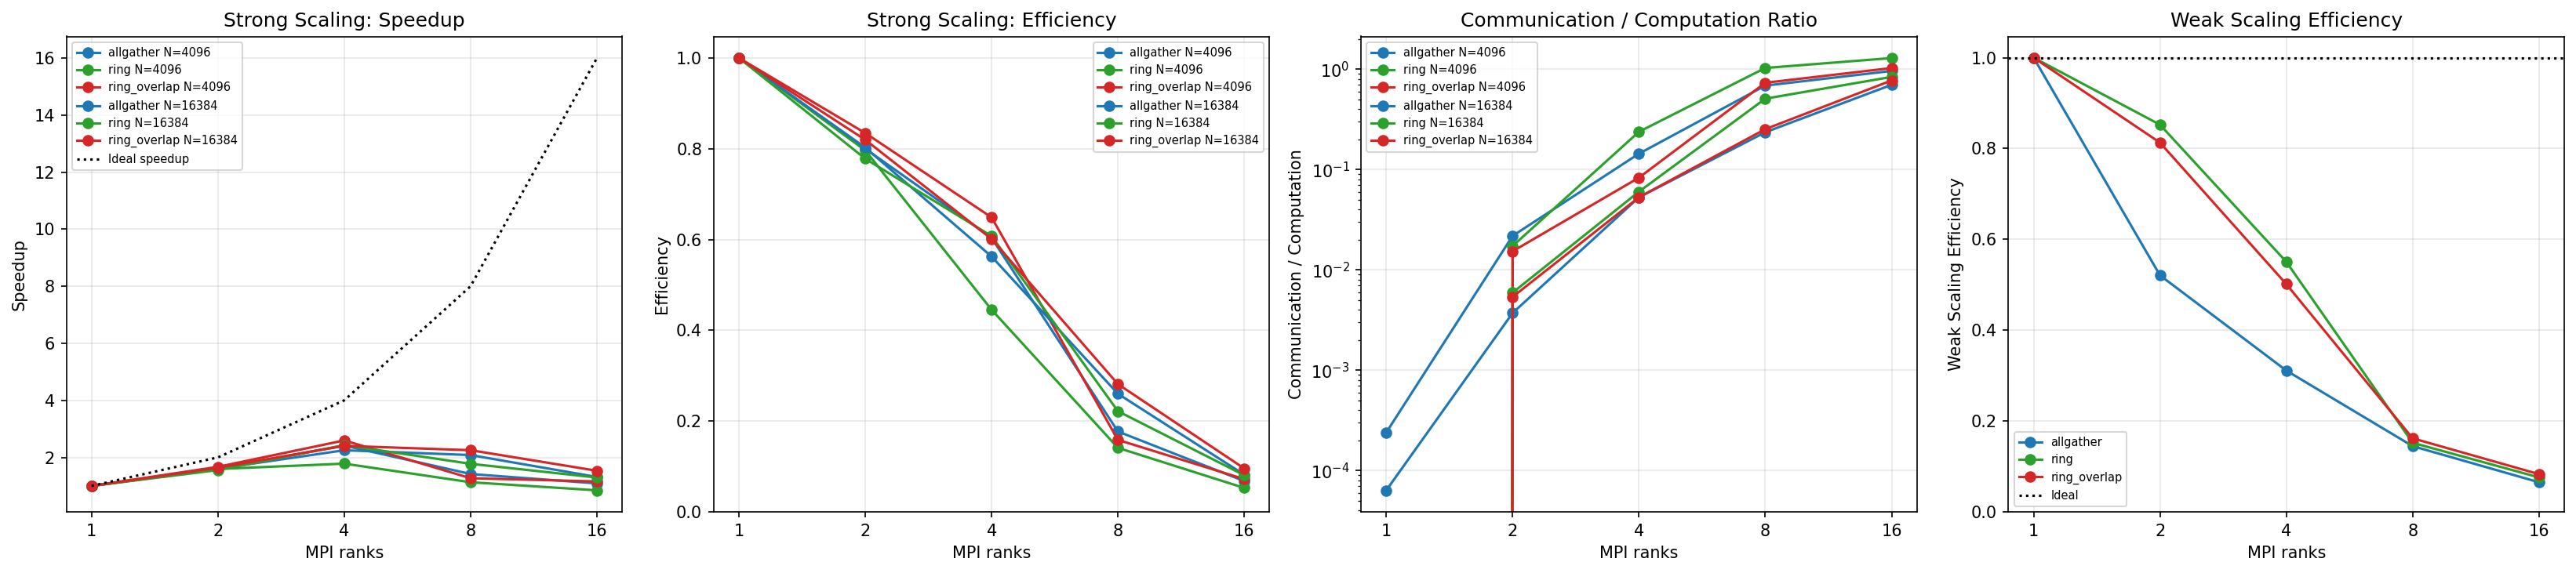 Strong Scaling: Speedup
Speedup
16
14
12
10
8
6
4
2
allgather N=4096
ring N=4096
ring_overlap N=4096
allgather N=16384
ring N=16384
ring_overlap N=16384
Ideal speedup
1 2 4 8 16
MPI ranks
Strong Scaling: Efficiency
Efficiency
1.0
0.8
0.6
0.4
0.2
0.0
allgather N=4096
ring N=4096
ring_overlap N=4096
allgather N=16384
ring N=16384
ring_overlap N=16384
1 2 4 8 16
MPI ranks
Communication / Computation Ratio
Communication / Computation
10⁰
10⁻¹
10⁻²
10⁻³
10⁻⁴
allgather N=4096
ring N=4096
ring_overlap N=4096
allgather N=16384
ring N=16384
ring_overlap N=16384
1 2 4 8 16
MPI ranks
Weak Scaling Efficiency
Weak Scaling Efficiency
1.0
0.8
0.6
0.4
0.2
0.0
allgather
ring
ring_overlap
Ideal
1 2 4 8 16
MPI ranks